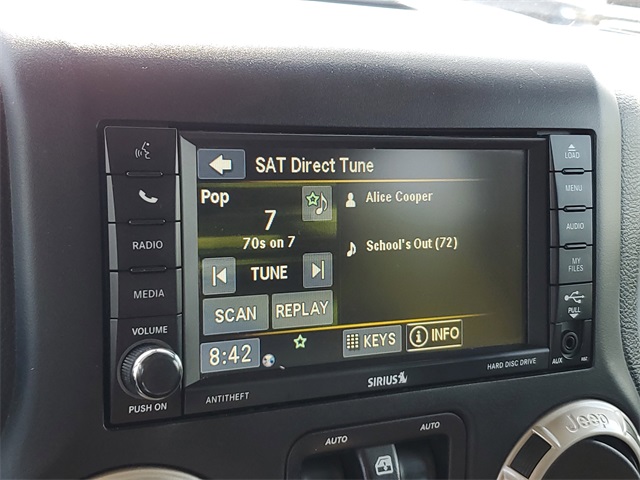 SAT Direct Tune
Pop
7
70s on 7
TUNE
SCAN
REPLAY
8:42
Alice Cooper
School's Out (72)
KEYS
INFO
RADIO
MEDIA
VOLUME
PUSH ON
ANTITHEFT
SIRIUS
HARD DISC DRIVE
LOAD
MENU
AUDIO
MY
FILES
PULL
AUX
AUTO
AUTO
Jeep